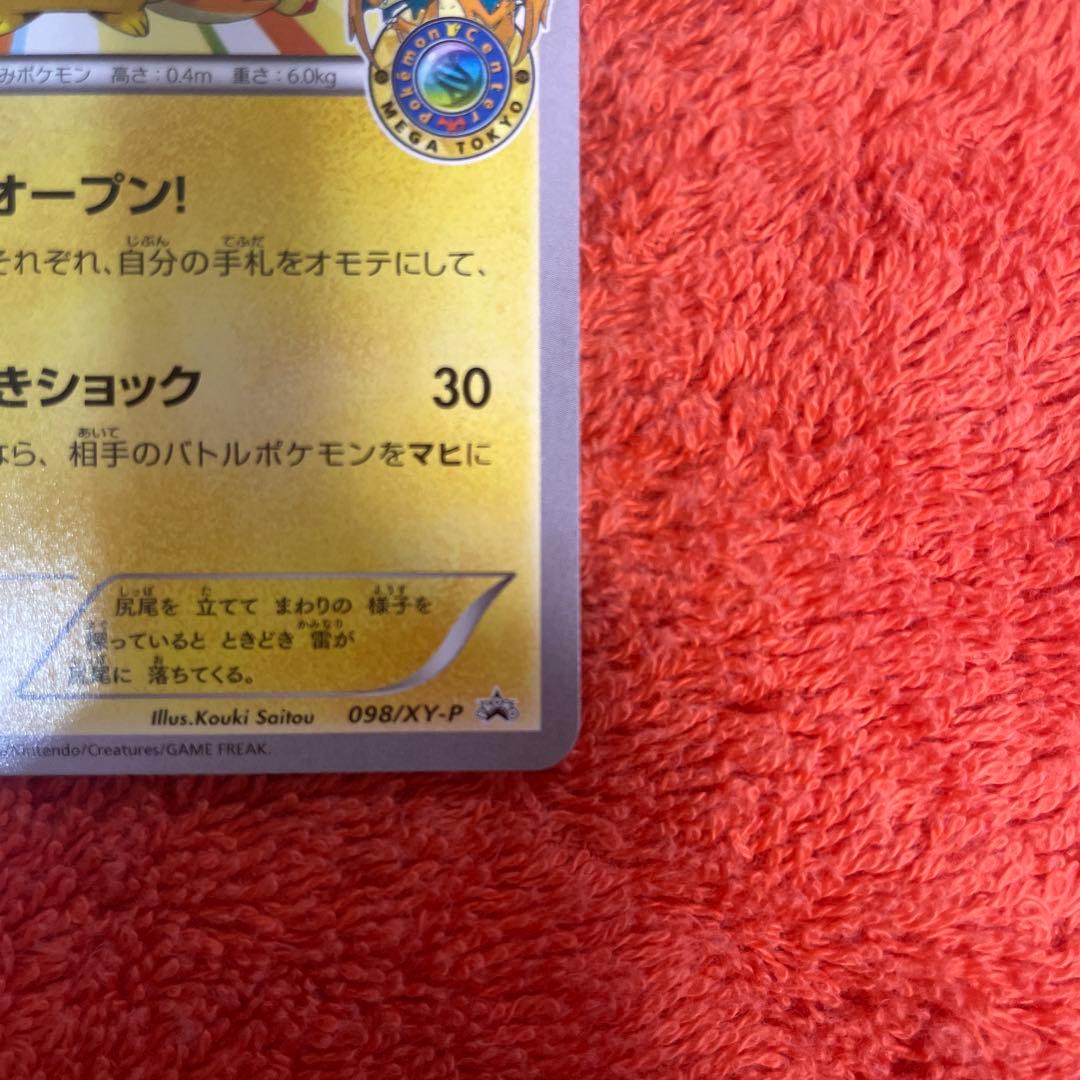 みポケモン 高さ:0.4m 重さ:6.0kg
Pokémon Center
MEGA TOKYO
オープン!
それぞれ、自分の手札をオモテにして、
きショック 30
なら、相手のバトルポケモンをマヒに
尻尾を 立てて まわりの 様子を
探っていると ときどき 雷が
尻尾に 落ちてくる。
Illus.Kouki Saitou 098/XY-P
Nintendo/Creatures/GAME FREAK.